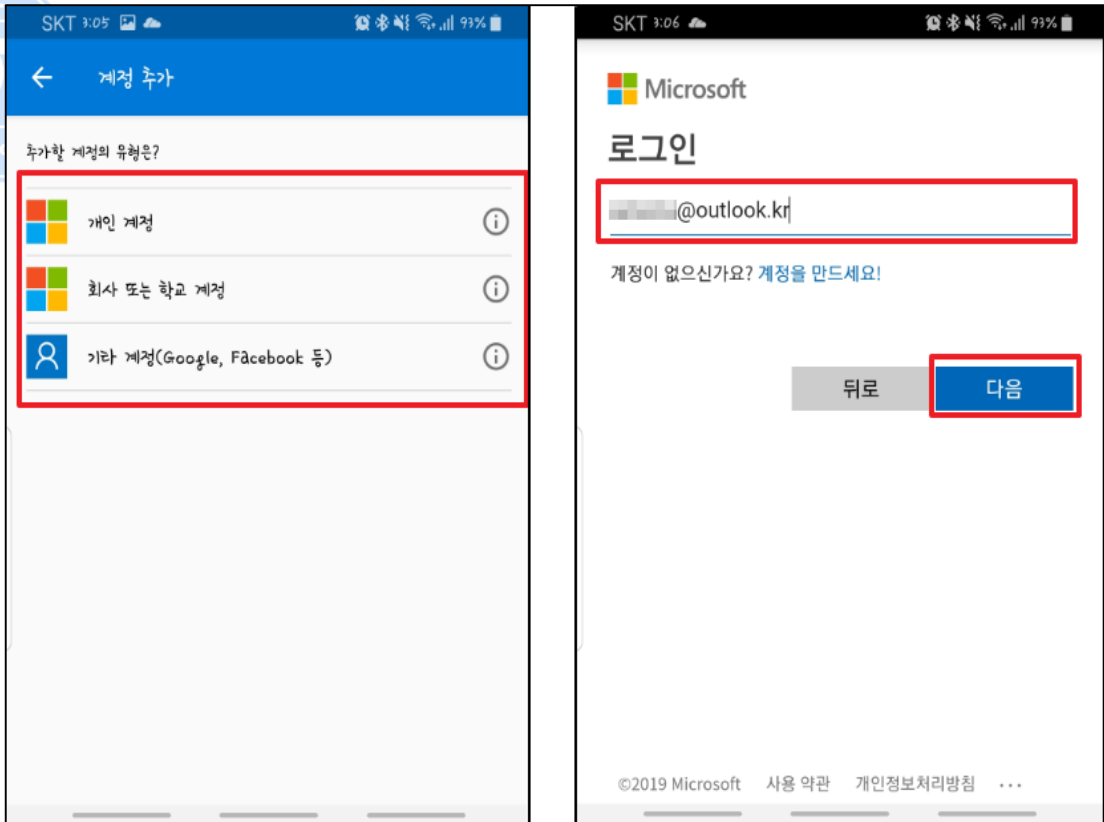 SKT 3:05 93%
계정 추가
추가할 계정의 유형은?
개인 계정
회사 또는 학교 계정
기타 계정(Google, Facebook 등)
SKT 3:06 93%
Microsoft
로그인
@outlook.kr
계정이 없으신가요? 계정을 만드세요!
뒤로 다음
©2019 Microsoft 사용 약관 개인정보처리방침 ...